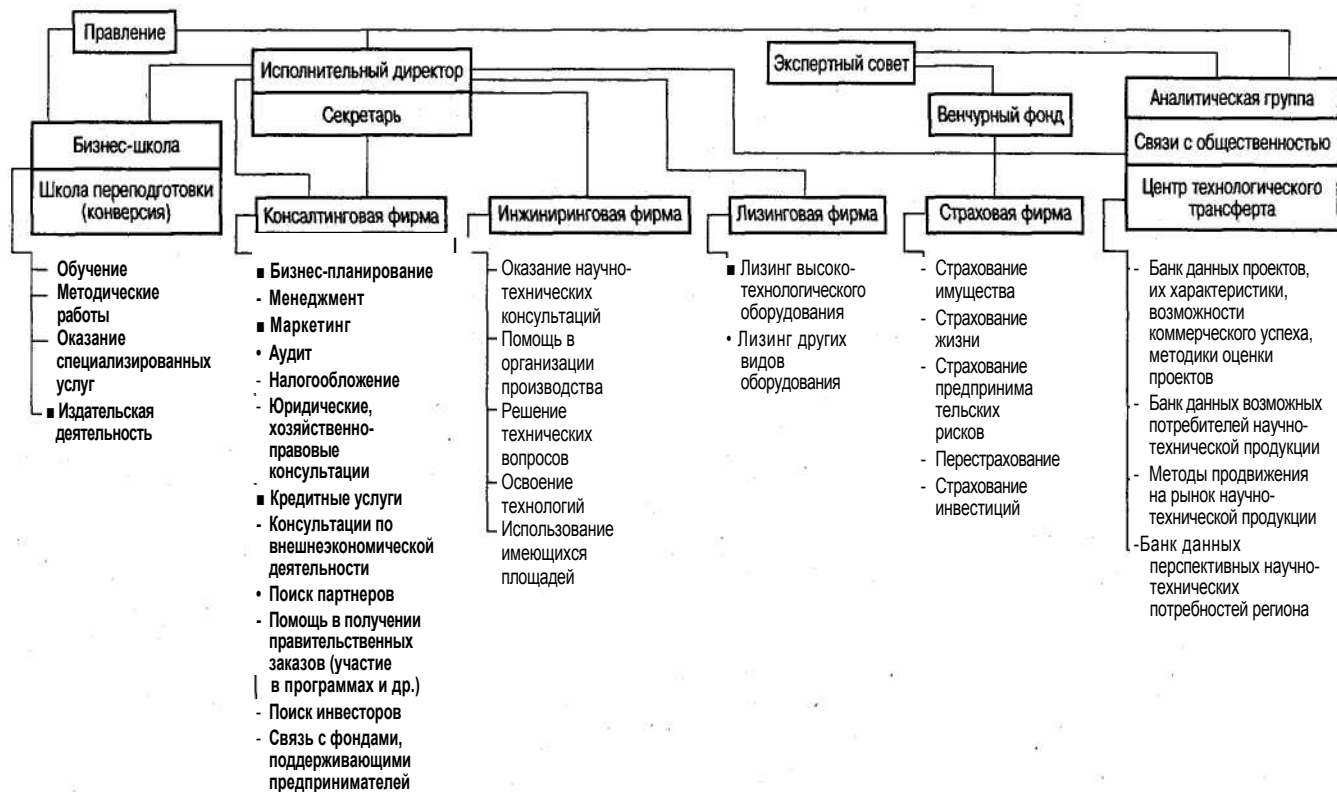 Правление
Исполнительный директор
Секретарь
Экспертный совет
Венчурный фонд
Аналитическая группа
Связи с общественностью
Центр технологического
трансферта
Бизнес-школа
Школа переподготовки
(конверсия)
Консалтинговая фирма
Инжиниринговая фирма
Лизинговая фирма
Страховая фирма
Обучение
Методические
работы
Оказание
специализированных
услуг
■ Издательская
деятельность
■ Бизнес-планирование
- Менеджмент
■ Маркетинг
• Аудит
- Налогообложение
- Юридические,
хозяйственно-
правовые
консультации
■ Кредитные услуги
- Консультации по
внешнеэкономической
деятельности
• Поиск партнеров
- Помощь в получении
правительственных
заказов (участие
в программах и др.)
- Поиск инвесторов
- Связь с фондами,
поддерживающими
предпринимателей
- Оказание научно-
технических
консультаций
- Помощь в
организации
производства
- Решение
технических
вопросов
- Освоение
технологий
- Использование
имеющихся
площадей
■ Лизинг высоко-
технологического
оборудования
• Лизинг других
видов
оборудования
- Страхование
имущества
- Страхование
жизни
- Страхование
предпринима
тельских
рисков
- Перестрахование
- Страхование
инвестиций
- Банк данных проектов,
их характеристики,
возможности
коммерческого успеха,
методики оценки
проектов
- Банк данных возможных
потребителей научно-
технической продукции
- Методы продвижения
на рынок научно-
технической продукции
-Банк данных
перспективных научно-
технических
потребностей региона